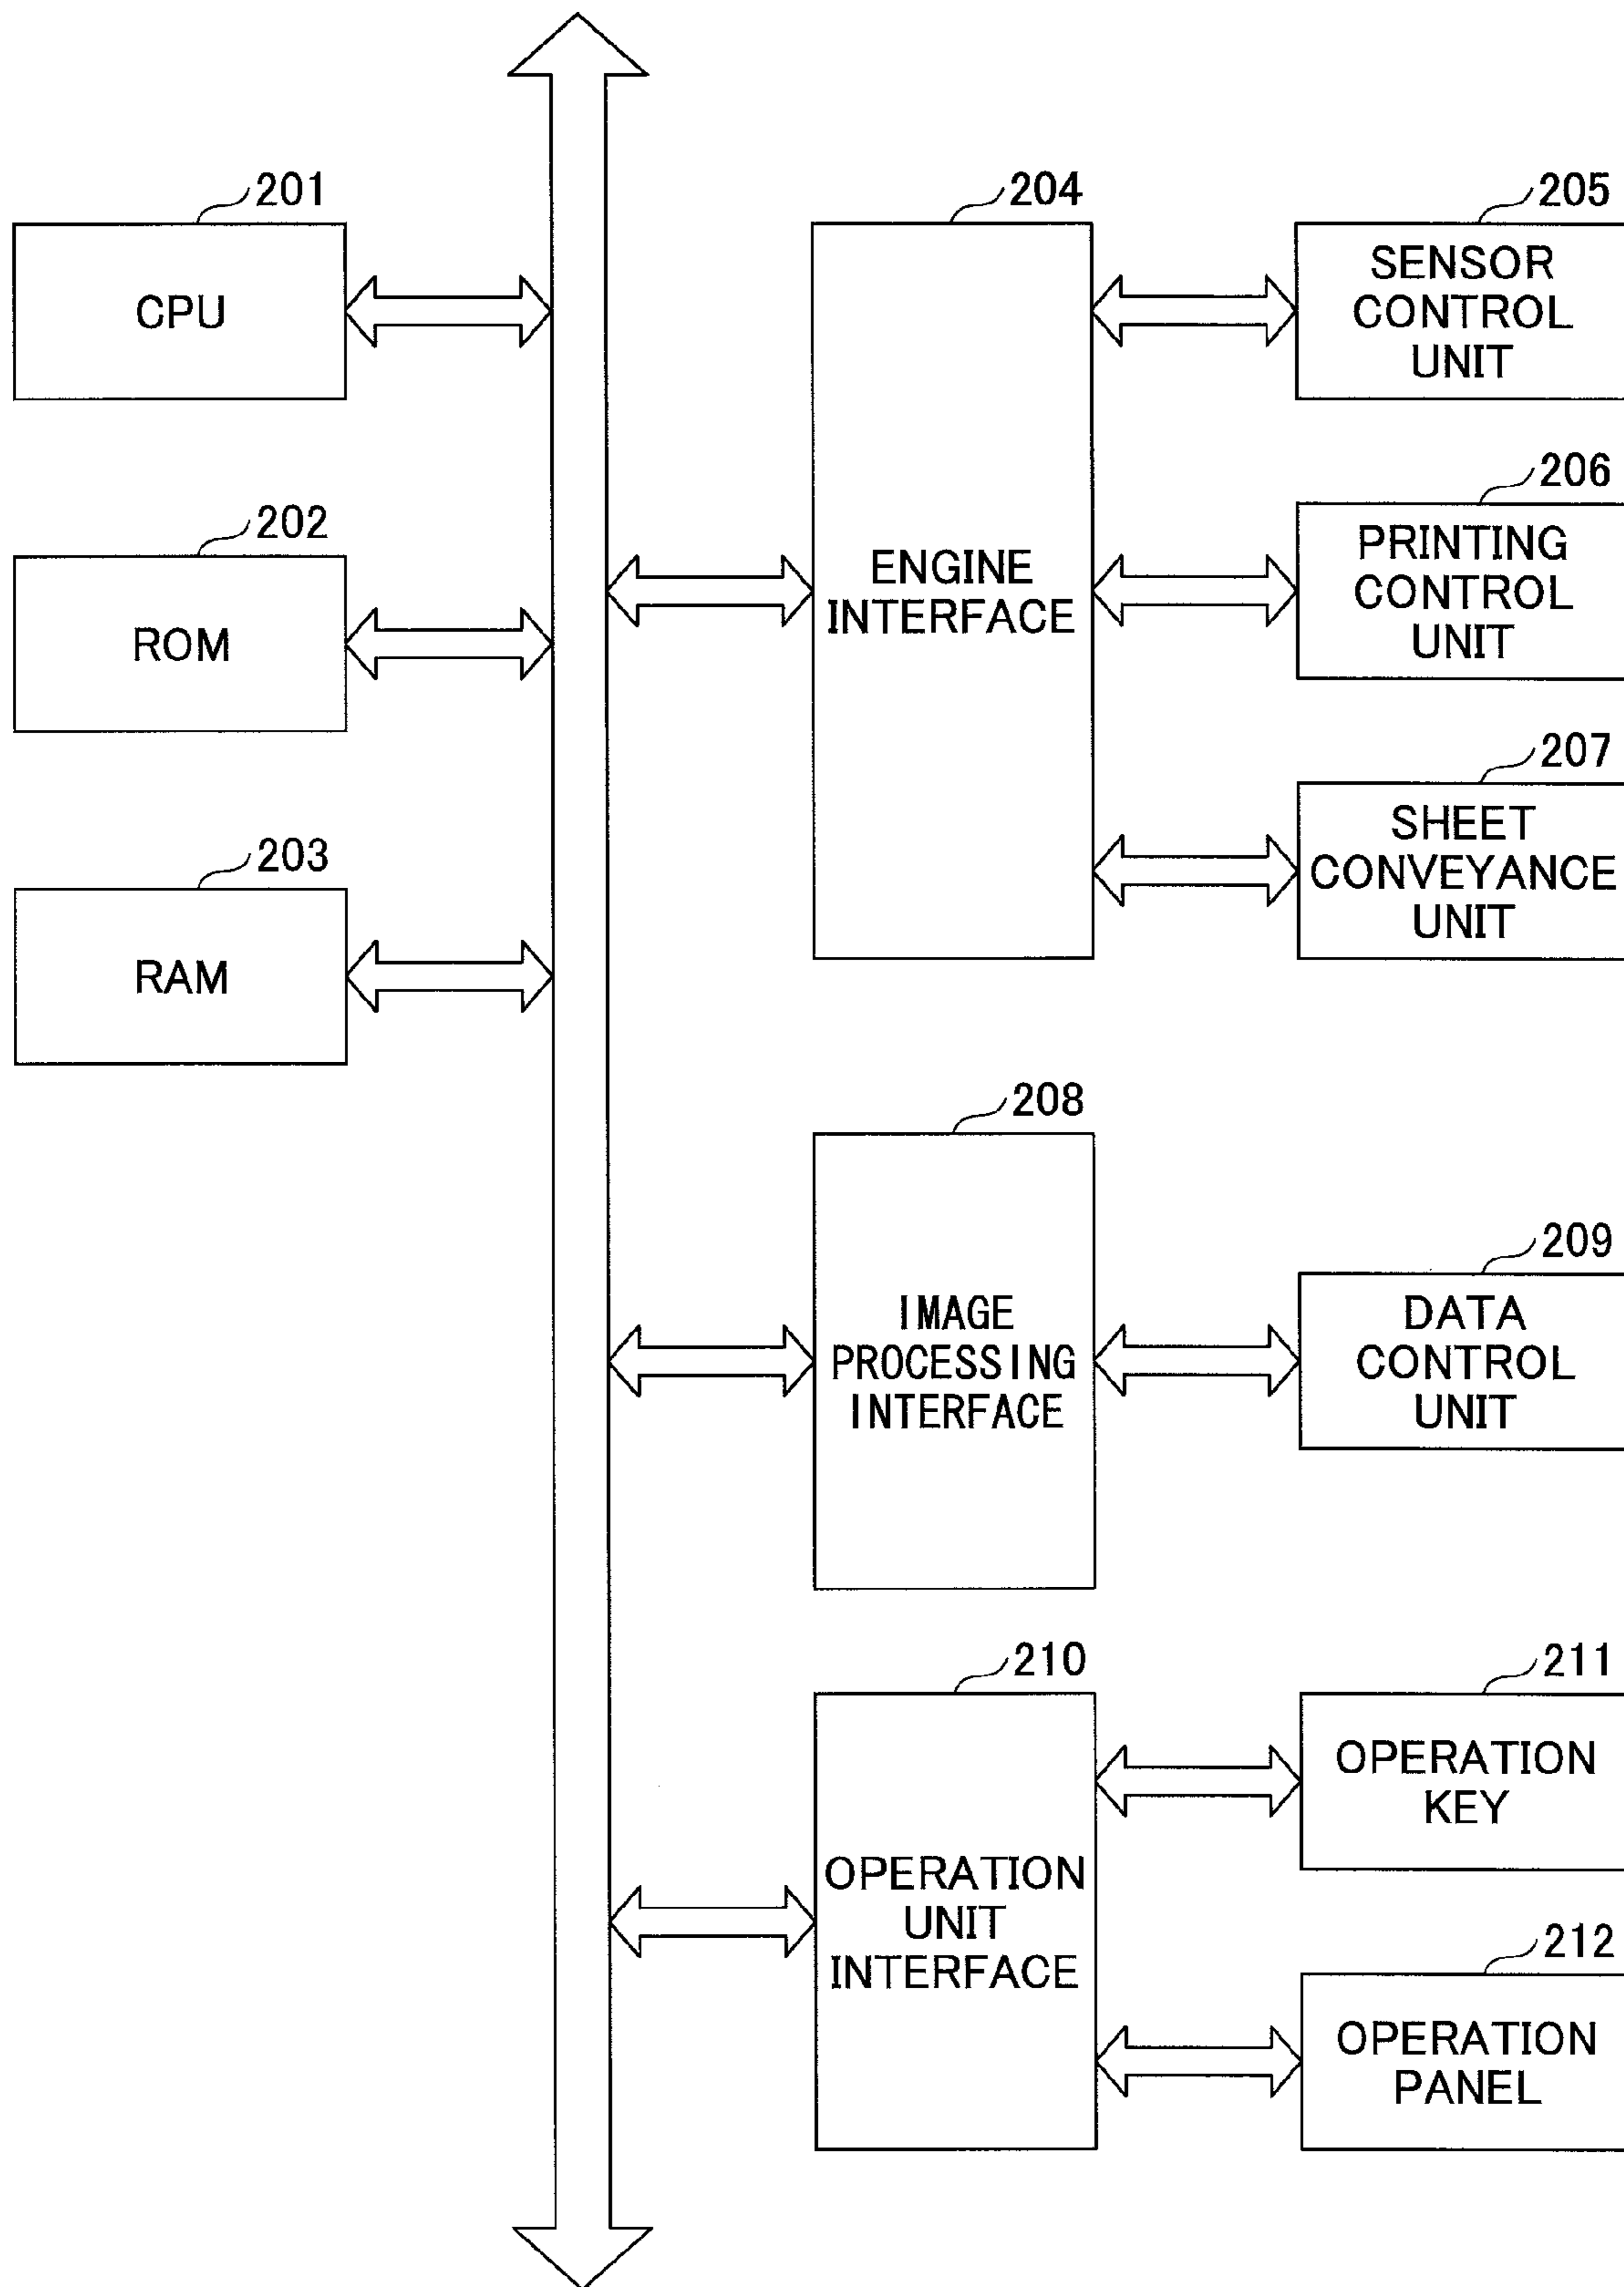 201
CPU
202
ROM
203
RAM
204
ENGINE
INTERFACE
205
SENSOR
CONTROL
UNIT
206
PRINTING
CONTROL
UNIT
207
SHEET
CONVEYANCE
UNIT
208
IMAGE
PROCESSING
INTERFACE
209
DATA
CONTROL
UNIT
210
OPERATION
UNIT
INTERFACE
211
OPERATION
KEY
212
OPERATION
PANEL